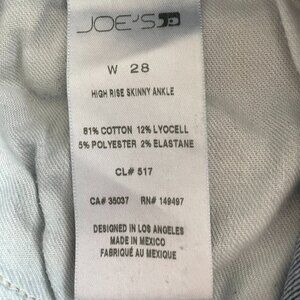 JOE'S
W 28
HIGH RISE SKINNY ANKLE
81% COTTON 12% LYOCELL
5% POLYESTER 2% ELASTANE
CL# 517
CA# 35037 RN# 149497
DESIGNED IN LOS ANGELES
MADE IN MEXICO
FABRIQUÉ AU MEXIQUE